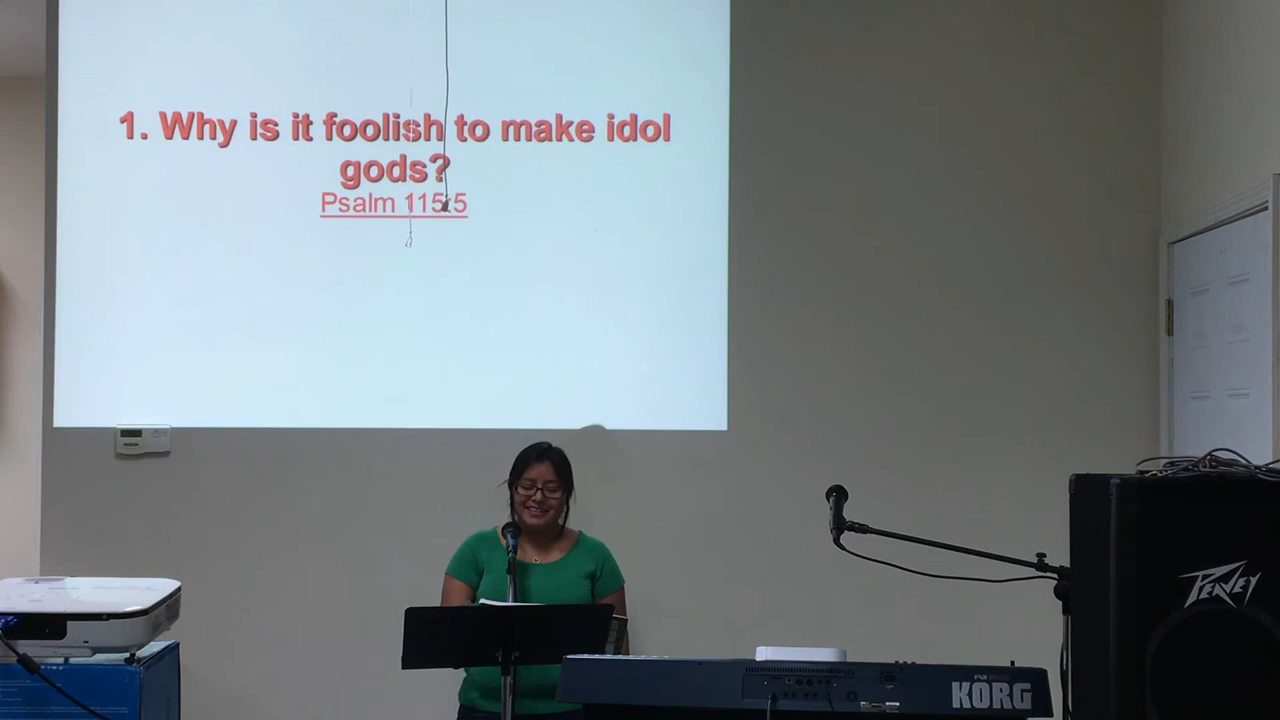 1. Why is it foolish to make idol
gods?
Psalm 115:5
PEAVEY
KORG